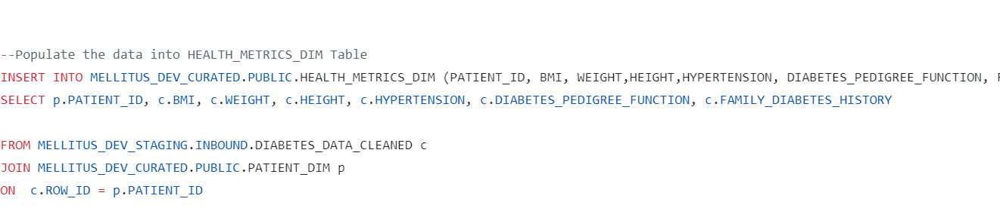 --Populate the data into HEALTH_METRICS_DIM Table
INSERT INTO MELLITUS_DEV_CURATED.PUBLIC.HEALTH_METRICS_DIM (PATIENT_ID, BMI, WEIGHT,HEIGHT,HYPERTENSION, DIABETES_PEDIGREE_FUNCTION,
SELECT p.PATIENT_ID, c.BMI, c.WEIGHT, c.HEIGHT, c.HYPERTENSION, c.DIABETES_PEDIGREE_FUNCTION, c.FAMILY_DIABETES_HISTORY
FROM MELLITUS_DEV_STAGING.INBOUND.DIABETES_DATA_CLEANED c
JOIN MELLITUS_DEV_CURATED.PUBLIC.PATIENT_DIM p
ON  c.ROW_ID = p.PATIENT_ID